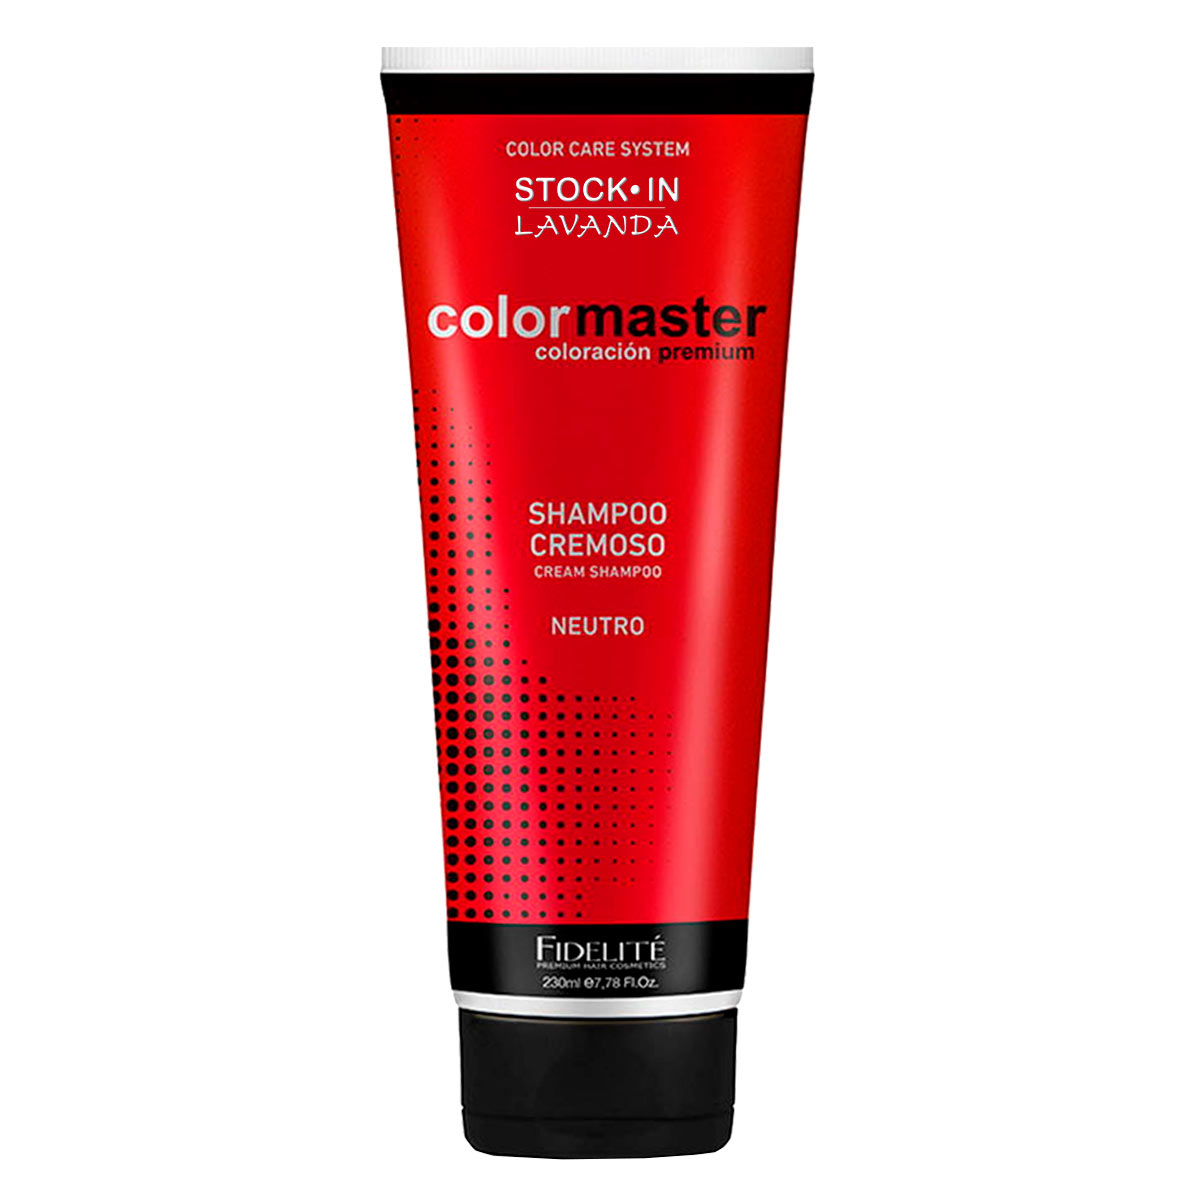 COLOR CARE SYSTEM
STOCK • IN
LAVANDA
colormaster
coloración premium
SHAMPOO
CREMOSO
CREAM SHAMPOO
NEUTRO
FIDELITÉ
PREMIUM HAIR COSMETICS
230ml e7,78 Fl.Oz.